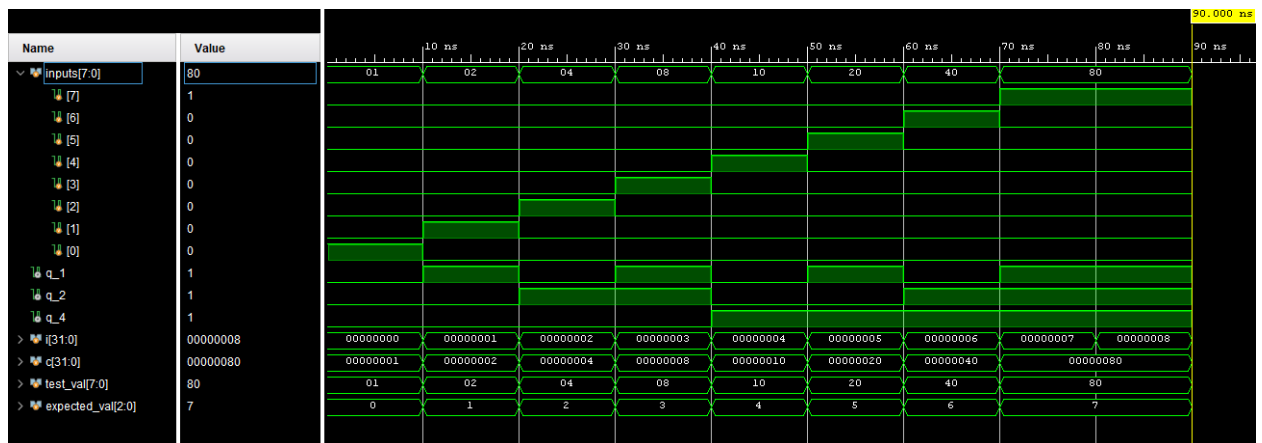 90.000 ns
Name Value
10 ns 20 ns 30 ns 40 ns 50 ns 60 ns 70 ns 80 ns 90 ns
inputs[7:0] 80 01 02 04 08 10 20 40 80
[7] 1
[6] 0
[5] 0
[4] 0
[3] 0
[2] 0
[1] 0
[0] 0
q_1 1
q_2 1
q_4 1
i[31:0] 00000008 00000000 00000001 00000002 00000003 00000004 00000005 00000006 00000007 00000008
c[31:0] 00000080 00000001 00000002 00000004 00000008 00000010 00000020 00000040 00000080
test_val[7:0] 80 01 02 04 08 10 20 40 80
expected_val[2:0] 7 0 1 2 3 4 5 6 7